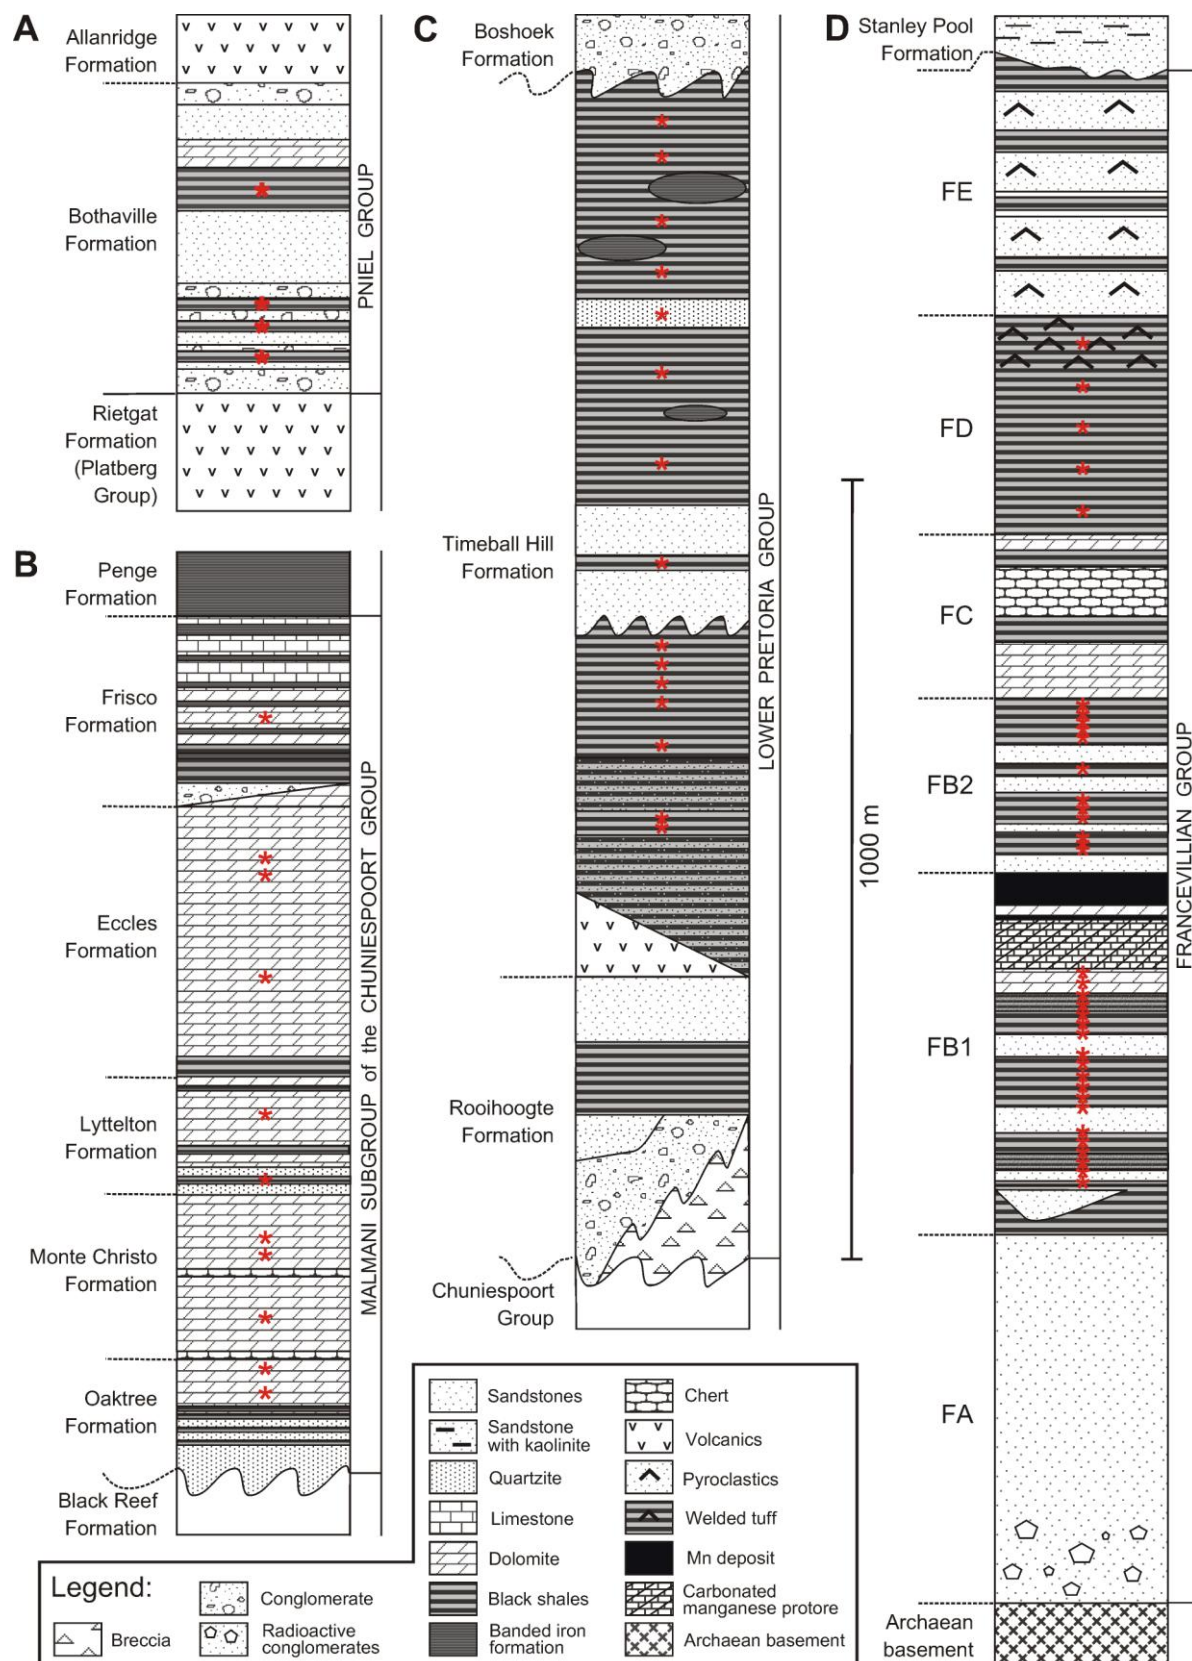 A
Allanridge
Formation
Bothaville
Formation
Rietgat
Formation
(Platberg
Group)
PNIEL GROUP
B
Penge
Formation
Frisco
Formation
Eccles
Formation
Lyttelton
Formation
Monte Christo
Formation
Oaktree
Formation
Black Reef
Formation
MALMANI SUBGROUP of the CHUNIESPOORT GROUP
C
Boshoek
Formation
Timeball Hill
Formation
Rooihoogte
Formation
Chuniespoort
Group
LOWER PRETORIA GROUP
1000 m
D
Stanley Pool
Formation
FE
FD
FC
FB2
FB1
FA
Archaean
basement
FRANCEVILLIAN GROUP
Legend:
Breccia
Conglomerate
Radioactive
conglomerates
Sandstones
Sandstone
with kaolinite
Quartzite
Limestone
Dolomite
Black shales
Banded iron
formation
Chert
Volcanics
Pyroclastics
Welded tuff
Mn deposit
Carbonated
manganese protore
Archaean basement